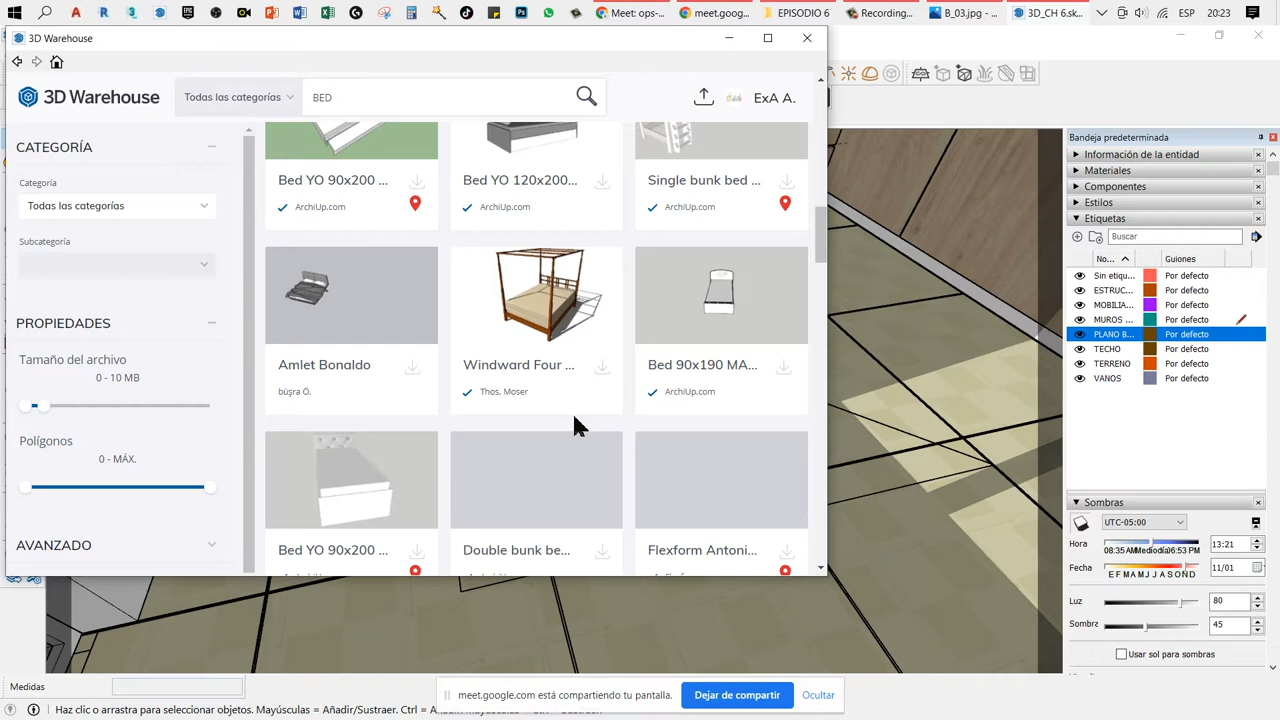 ESP 20:23
Meet: ops-...
meet.goog...
EPISODIO 6
Recording...
B_03.jpg - ...
3D_CH 6.sk...
3D Warehouse
3D Warehouse
Todas las categorías
BED
ExA A.
CATEGORÍA
Categoría
Todas las categorías
Subcategoría
PROPIEDADES
Tamaño del archivo
0 - 10 MB
Polígonos
0 - MÁX.
AVANZADO
Bed YO 90x200 ...
ArchiUp.com
Bed YO 120x200...
ArchiUp.com
Single bunk bed ...
ArchiUp.com
Amlet Bonaldo
büşra Ö.
Windward Four ...
Thos. Moser
Bed 90x190 MA...
ArchiUp.com
Bed YO 90x200 ...
Double bunk be...
Flexform Antoni...
Bandeja predeterminada
Información de la entidad
Materiales
Componentes
Estilos
Etiquetas
Buscar
No...
Guiones
Sin etiqu... Por defecto
ESTRUC... Por defecto
MOBILIA... Por defecto
MUROS ... Por defecto
PLANO B... Por defecto
TECHO Por defecto
TERRENO Por defecto
VANOS Por defecto
Sombras
UTC-05:00
Hora
08:35 AM Mediodía 06:53 PM
13:21
Fecha
E F M A M J J A S O N D
11/01
Luz
80
Sombr
45
Usar sol para sombras
Medidas
meet.google.com está compartiendo tu pantalla.
Dejar de compartir
Ocultar
Haz clic o arrastra para seleccionar objetos. Mayúsculas = Añadir/Sustraer. Ctrl =